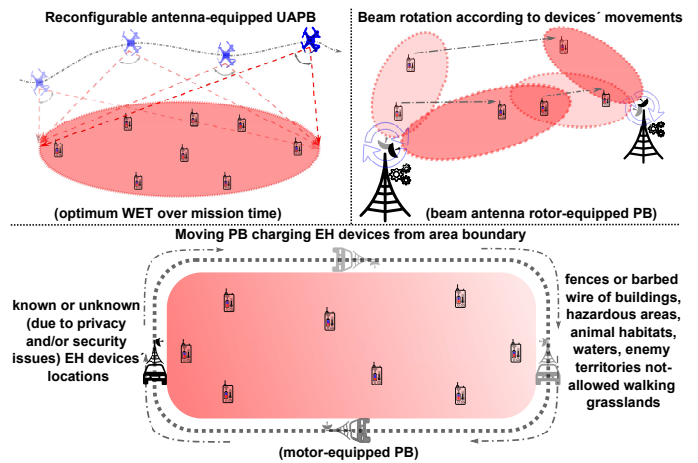 Reconfigurable antenna-equipped UAPB
(optimum WET over mission time)
Beam rotation according to devices´ movements
(beam antenna rotor-equipped PB)
Moving PB charging EH devices from area boundary
known or unknown
(due to privacy
and/or security
issues) EH devices´
locations
fences or barbed
wire of buildings,
hazardous areas,
animal habitats,
waters, enemy
territories not-
allowed walking
grasslands
(motor-equipped PB)